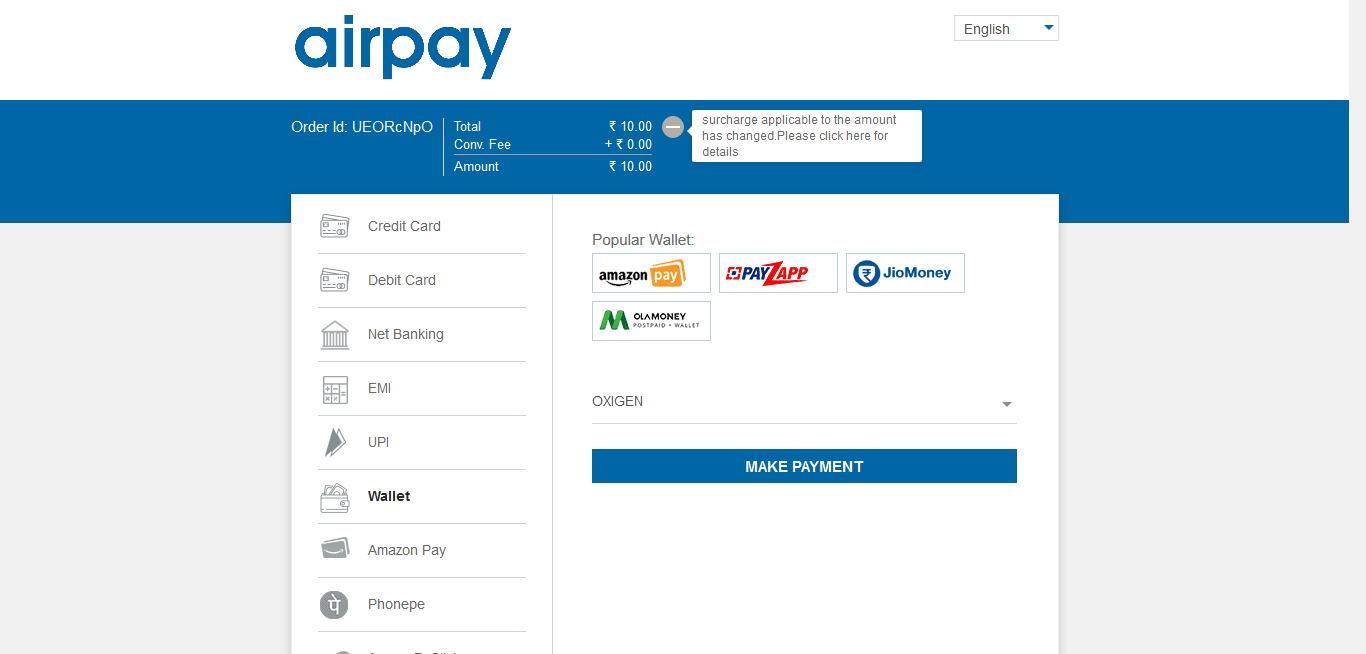 airpay
English
Order Id: UEORcNpO
Total ₹ 10.00
Conv. Fee + ₹ 0.00
Amount ₹ 10.00
surcharge applicable to the amount
has changed.Please click here for
details
Credit Card
Debit Card
Net Banking
EMI
UPI
Wallet
Amazon Pay
Phonepe
Popular Wallet:
amazon pay
PAYZAPP
JioMoney
OLAMONEY
POSTPAID + WALLET
OXIGEN
MAKE PAYMENT